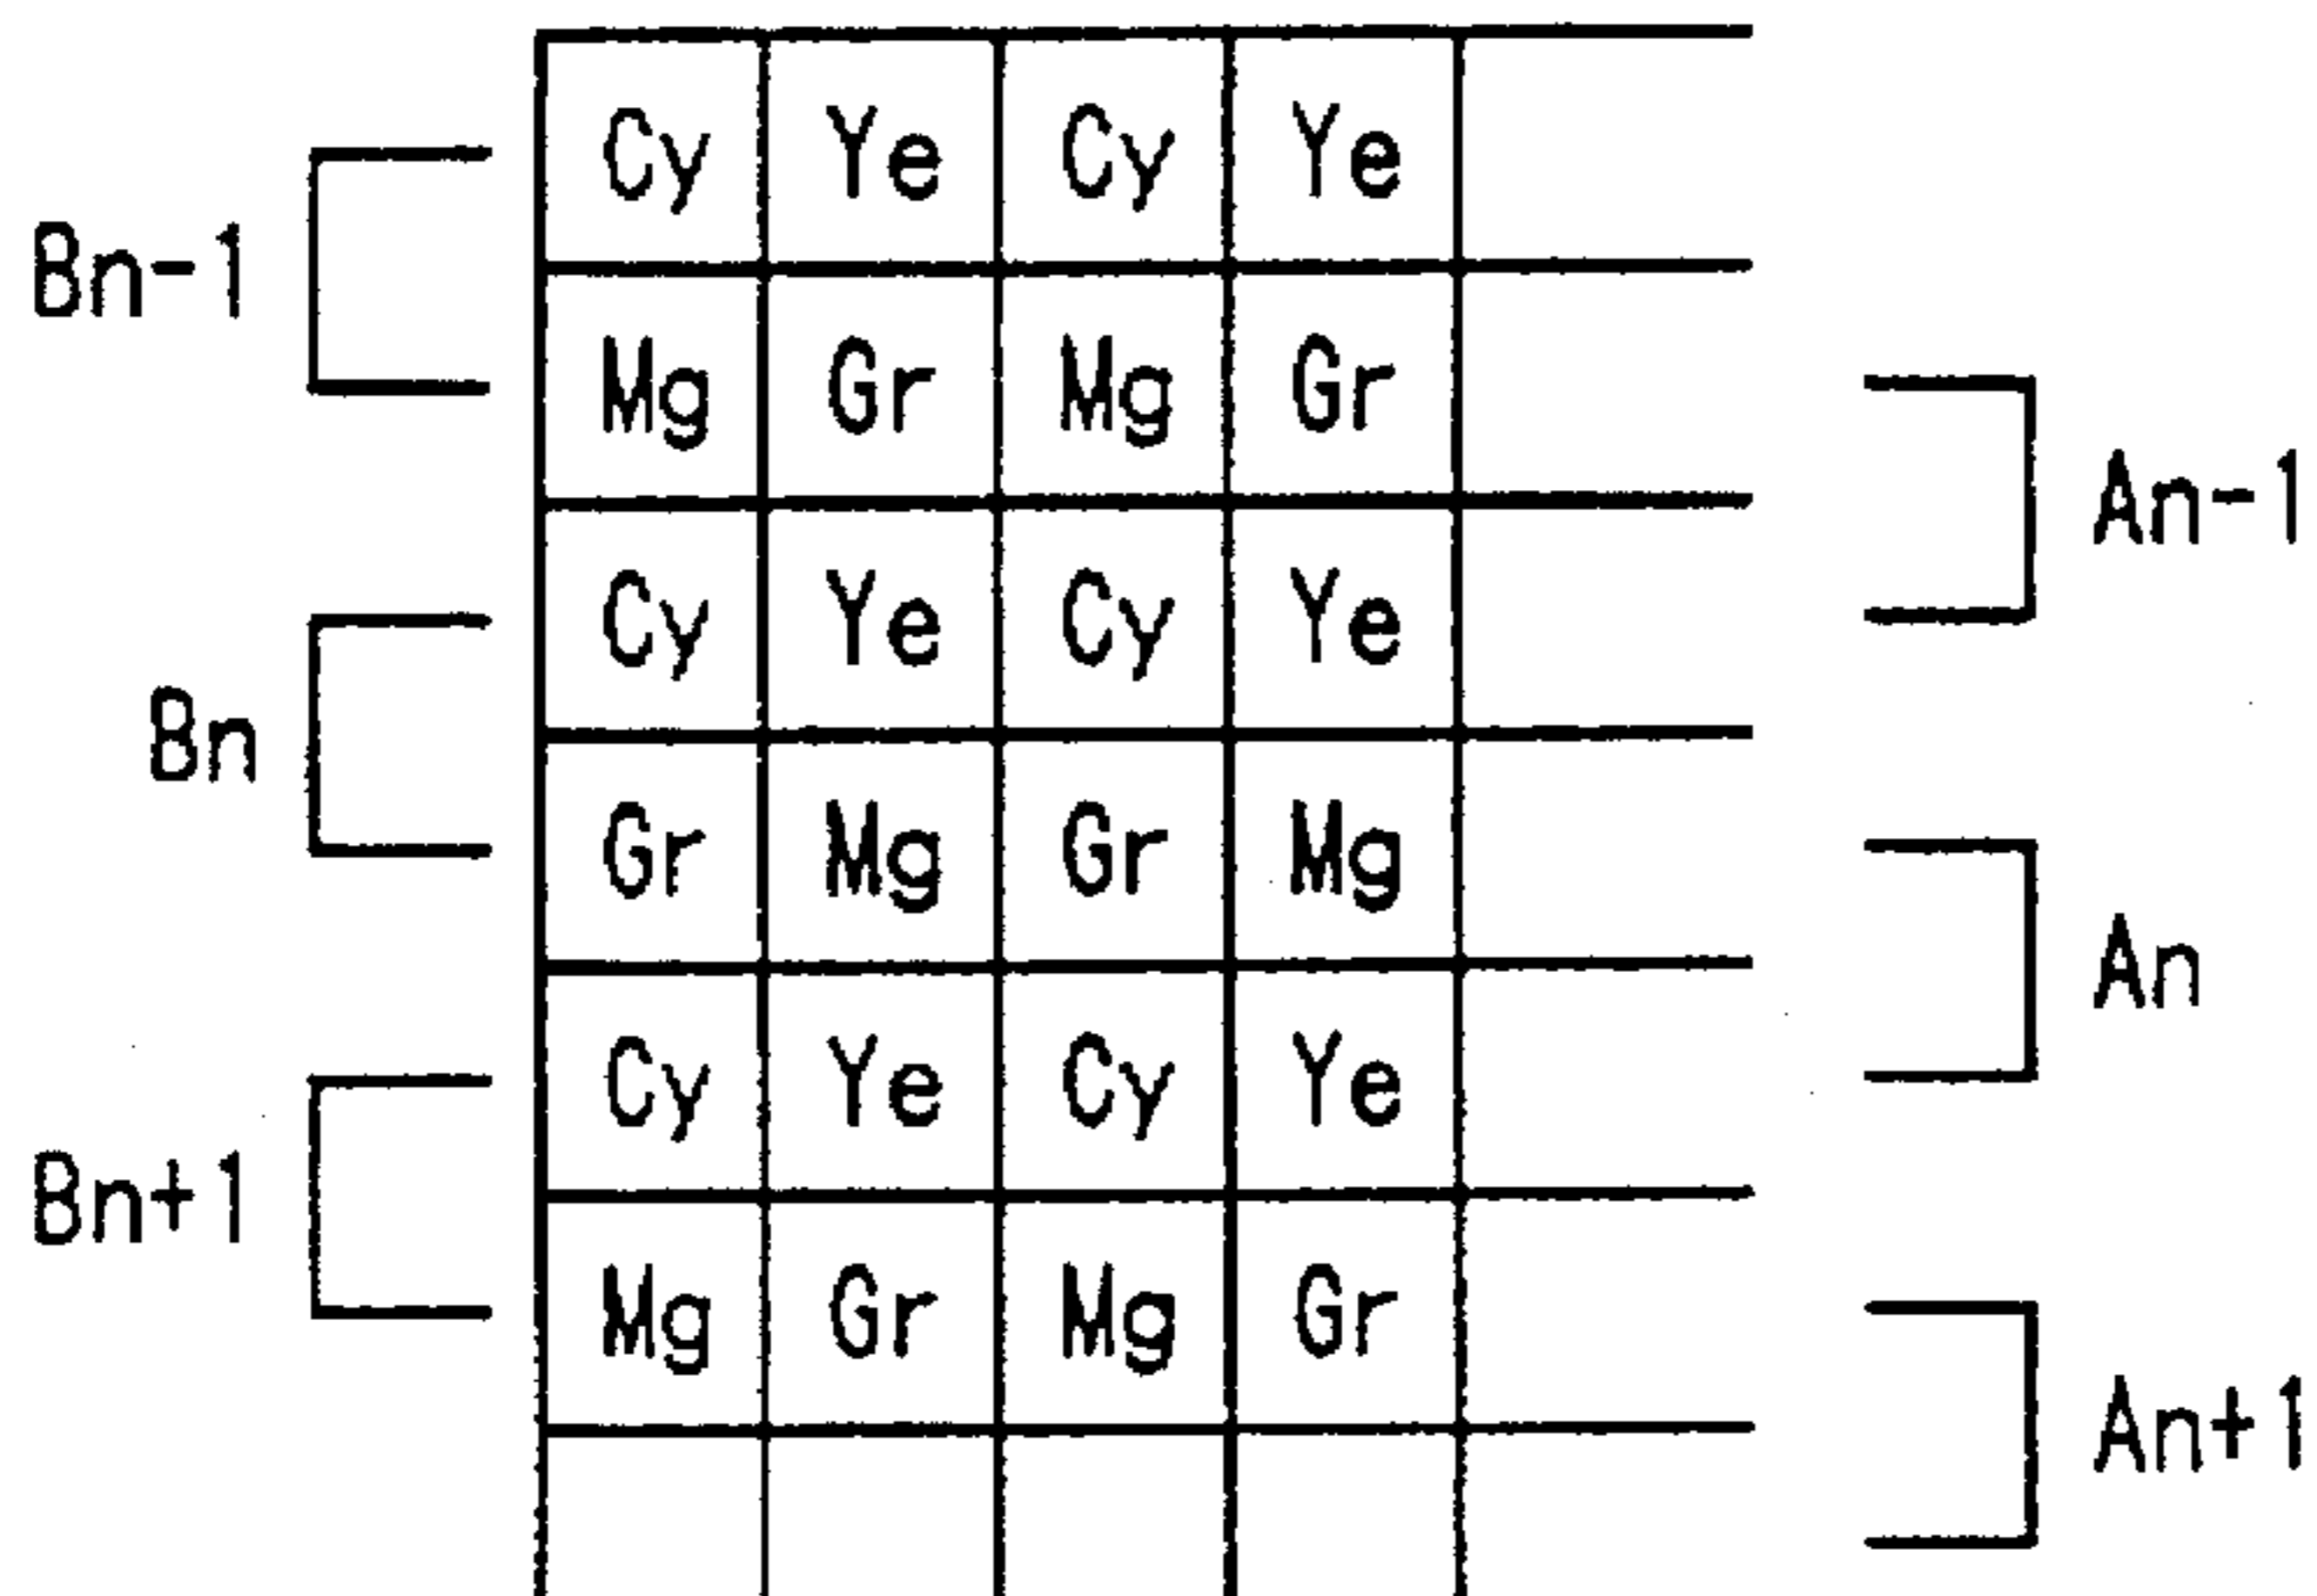 Cy Ye Cy Ye
Bn-1
Mg Gr Mg Gr
An-1
Cy Ye Cy Ye
Bn
Gr Mg Gr Mg
An
Cy Ye Cy Ye
Bn+1
Mg Gr Mg Gr
An+1